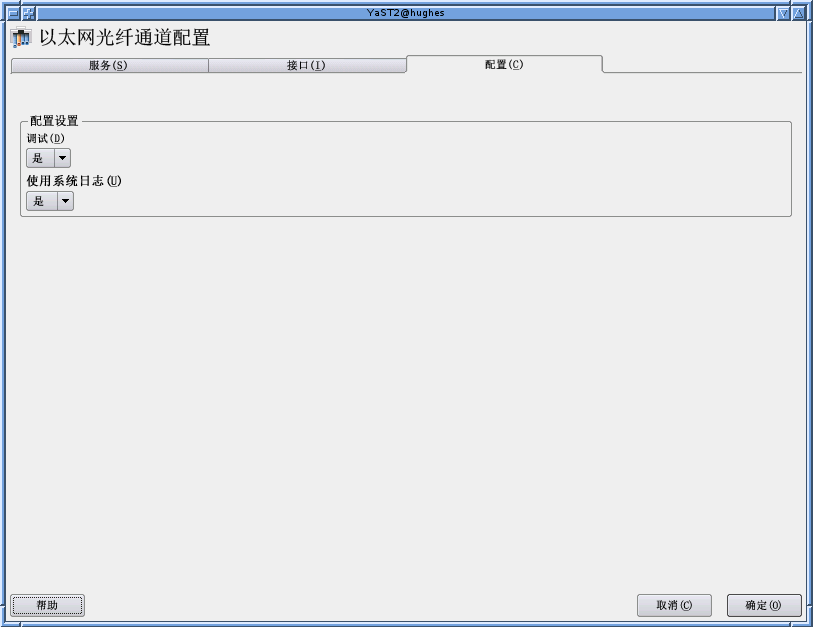 YaST2@hughes
以太网光纤通道配置
服务(S) 接口(I) 配置(C)
配置设置
调试(D)
是
使用系统日志(U)
是
帮助 取消(C) 确定(O)